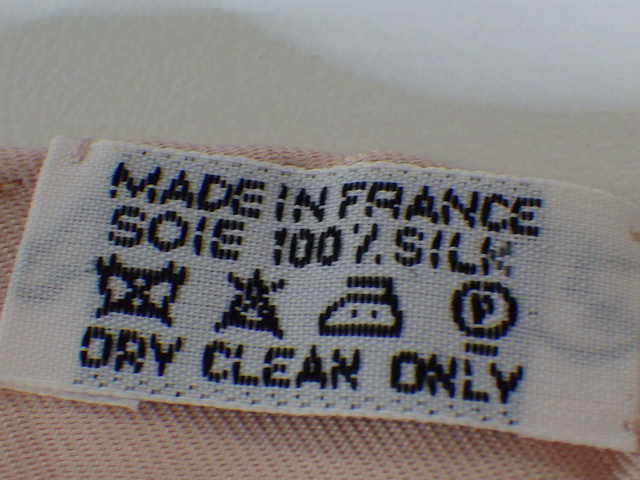 MADE IN FRANCE
SOIE 100% SILK
P
DRY CLEAN ONLY